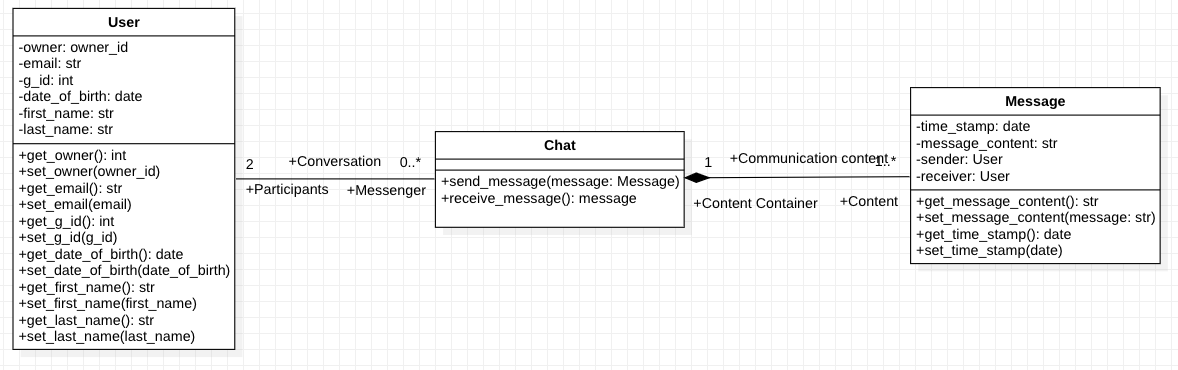 User
-owner: owner_id
-email: str
-g_id: int
-date_of_birth: date
-first_name: str
-last_name: str
+get_owner(): int
+set_owner(owner_id)
+get_email(): str
+set_email(email)
+get_g_id(): int
+set_g_id(g_id)
+get_date_of_birth(): date
+set_date_of_birth(date_of_birth)
+get_first_name(): str
+set_first_name(first_name)
+get_last_name(): str
+set_last_name(last_name)
2
+Conversation
0..*
+Participants
+Messenger
Chat
+send_message(message: Message)
+receive_message(): message
1
+Communication content
1..*
+Content Container
+Content
Message
-time_stamp: date
-message_content: str
-sender: User
-receiver: User
+get_message_content(): str
+set_message_content(message: str)
+get_time_stamp(): date
+set_time_stamp(date)